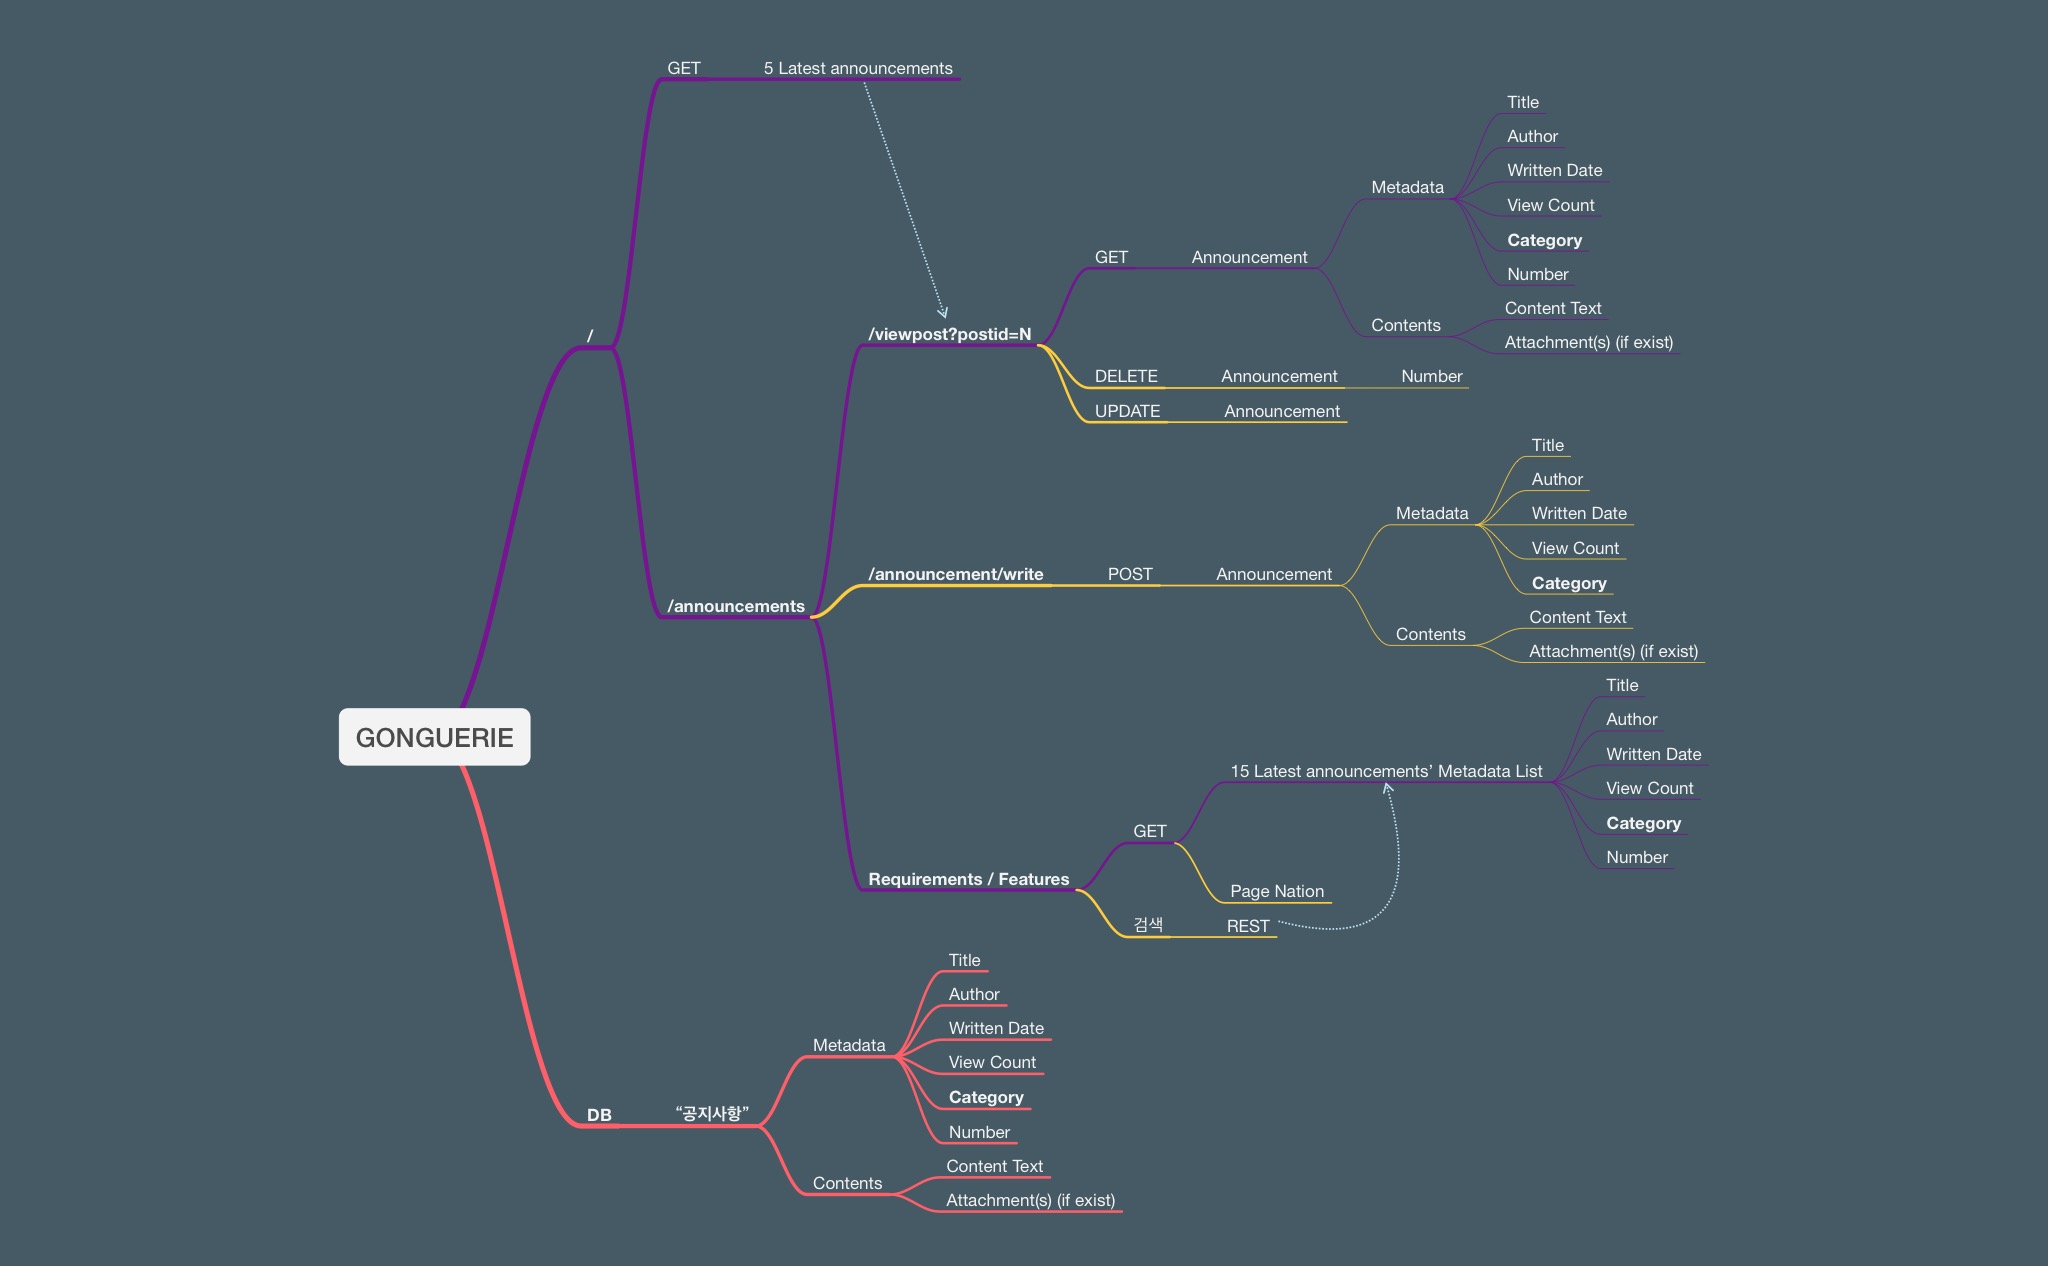 GET
5 Latest announcements
Title
Author
Written Date
View Count
Category
Number
Metadata
GET
Announcement
Contents
Content Text
Attachment(s) (if exist)
/
/viewpost?postid=N
DELETE
Announcement
Number
UPDATE
Announcement
Title
Author
Written Date
View Count
Category
Metadata
/announcement/write
POST
Announcement
/announcements
Contents
Content Text
Attachment(s) (if exist)
GONGUERIE
Title
Author
Written Date
View Count
Category
Number
15 Latest announcements’ Metadata List
GET
Requirements / Features
Page Nation
검색
REST
Title
Author
Written Date
View Count
Category
Number
Metadata
DB
“공지사항”
Contents
Content Text
Attachment(s) (if exist)